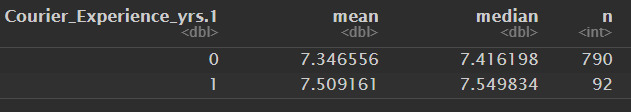 Courier_Experience_yrs.1 mean median n
<dbl> <dbl> <dbl> <int>
0 7.346556 7.416198 790
1 7.509161 7.549834 92